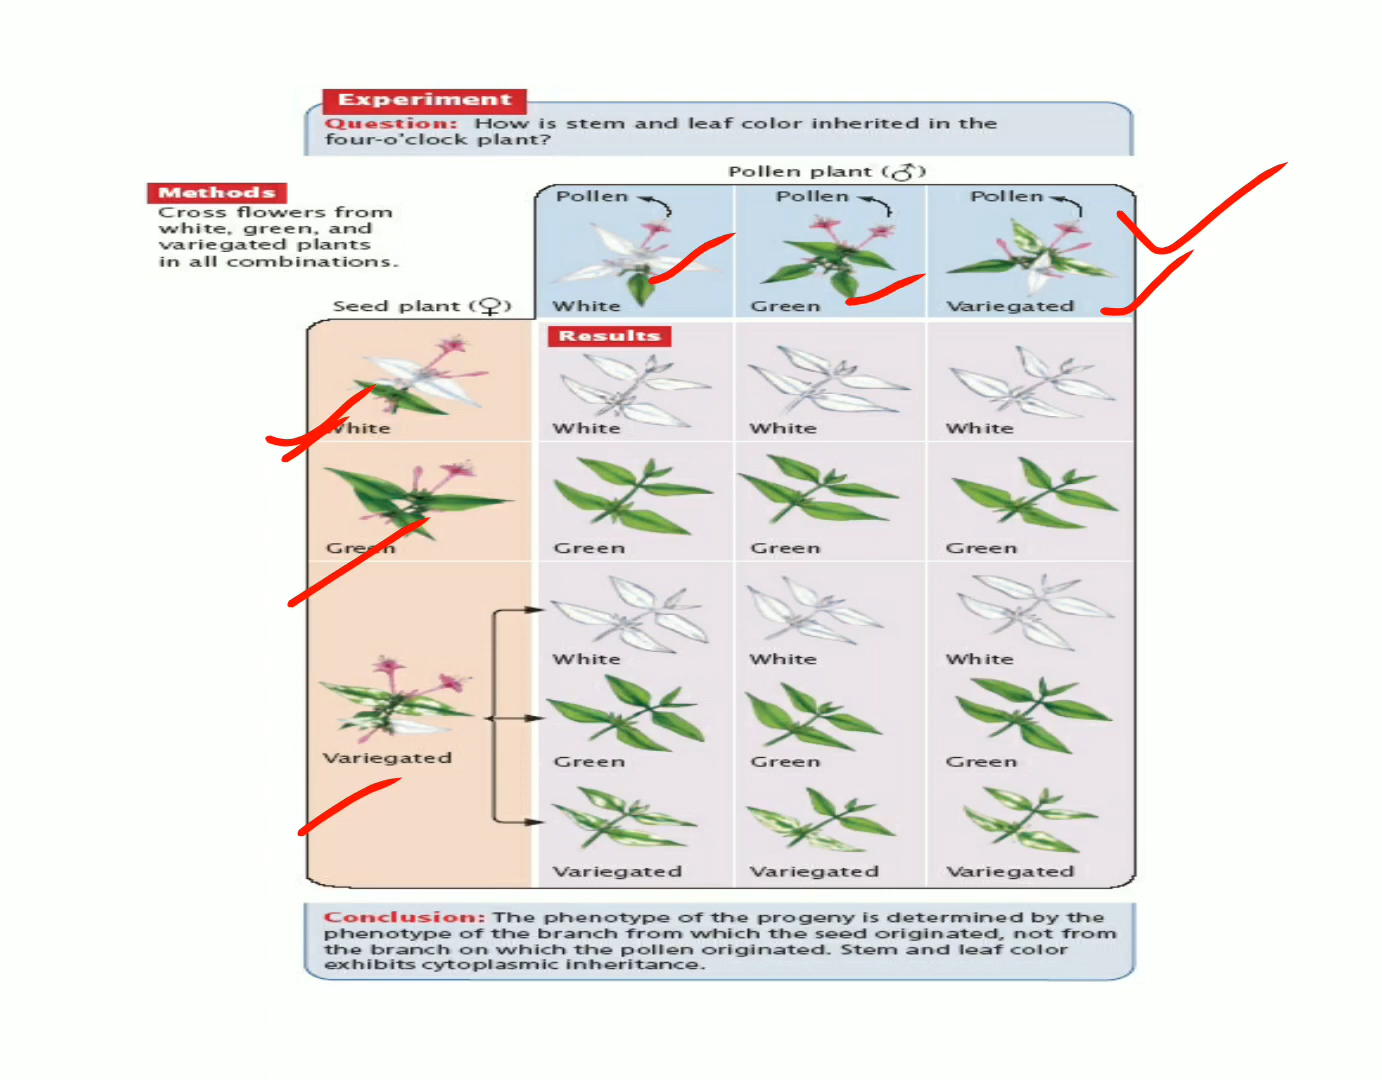 Experiment
Question: How is stem and leaf color inherited in the
four-o'clock plant?
Methods
Cross flowers from
white, green, and
variegated plants
in all combinations.
Pollen plant (♂)
Pollen
Pollen
Pollen
White
Green
Variegated
Seed plant (♀)
Results
White
White
White
White
Green
Green
Green
Green
White
White
White
Variegated
Green
Green
Green
Variegated
Variegated
Variegated
Conclusion: The phenotype of the progeny is determined by the
phenotype of the branch from which the seed originated, not from
the branch on which the pollen originated. Stem and leaf color
exhibits cytoplasmic inheritance.